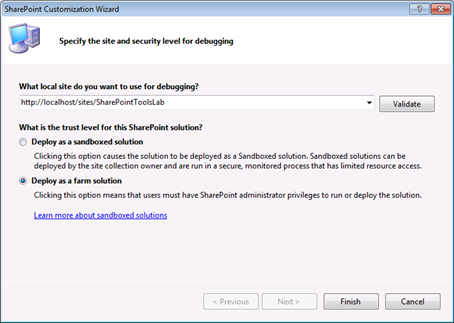 SharePoint Customization Wizard
Specify the site and security level for debugging
What local site do you want to use for debugging?
http://localhost/sites/SharePointToolsLab
Validate
What is the trust level for this SharePoint solution?
Deploy as a sandboxed solution
Clicking this option causes the solution to be deployed as a Sandboxed solution. Sandboxed solutions can be
deployed by the site collection owner and are run in a secure, monitored process that has limited resource access.
Deploy as a farm solution
Clicking this option means that users must have SharePoint administrator privileges to run or deploy the solution.
Learn more about sandboxed solutions
< Previous
Next >
Finish
Cancel